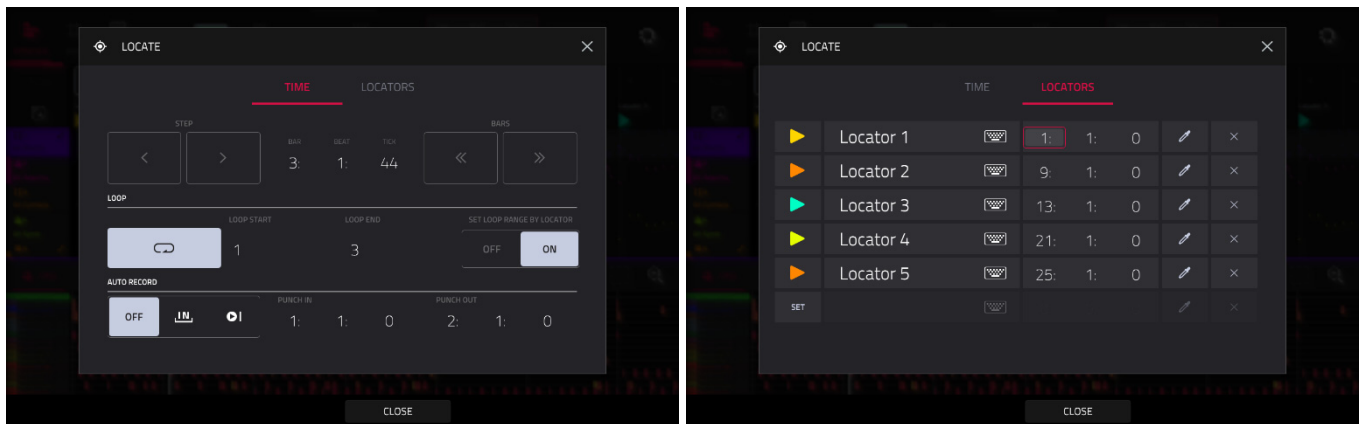 LOCATE
TIME LOCATORS
STEP BARS
BAR BEAT TICK
3: 1: 44
LOOP
LOOP START LOOP END SET LOOP RANGE BY LOCATOR
1 3 OFF ON
AUTO RECORD
PUNCH IN PUNCH OUT
OFF IN 1: 1: 0 2: 1: 0
CLOSE
LOCATE
TIME LOCATORS
Locator 1 1: 1: 0
Locator 2 9: 1: 0
Locator 3 13: 1: 0
Locator 4 21: 1: 0
Locator 5 25: 1: 0
SET
CLOSE